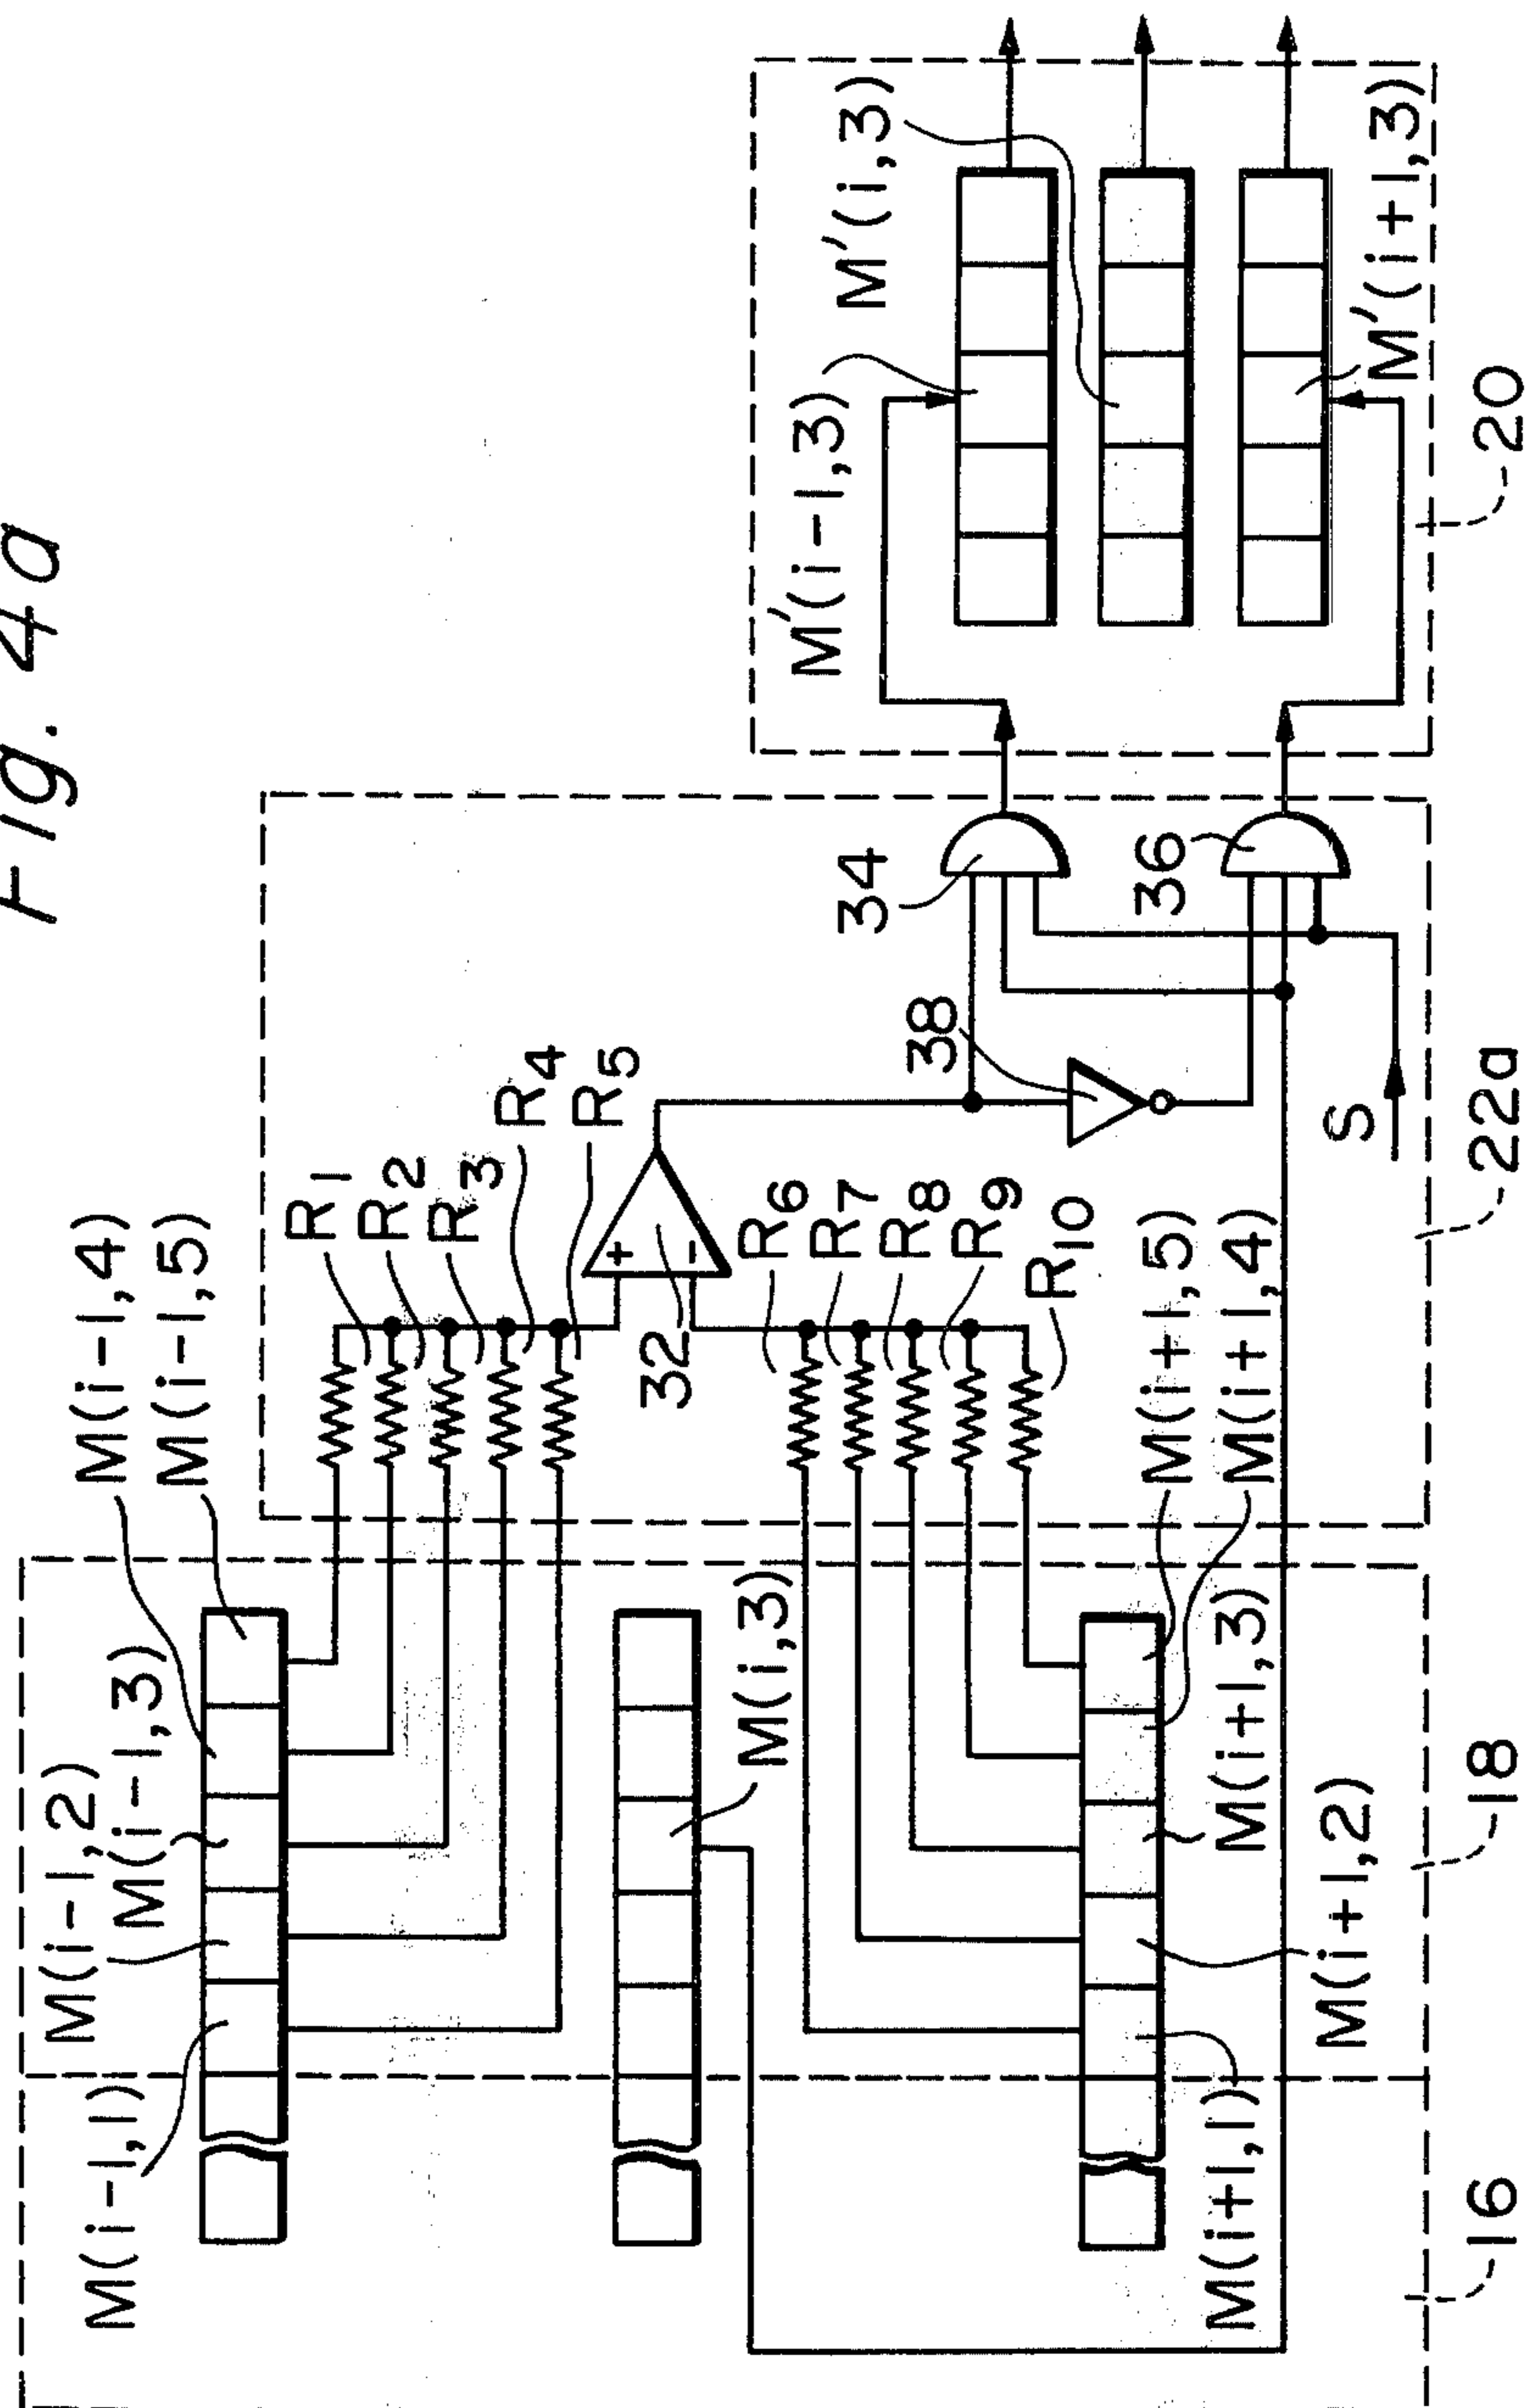 Fig. 4a
M(i-1,1)
M(i-1,2)
M(i-1,3)
M(i-1,4)
M(i-1,5)
M(i,3)
M(i+1,1)
M(i+1,2)
M(i+1,3)
M(i+1,4)
M(i+1,5)
R1
R2
R3
R4
R5
+
-
32
R6
R7
R8
R9
R10
38
34
36
S
M'(i-1,3)
M'(i,3)
M'(i+1,3)
16
18
22a
20